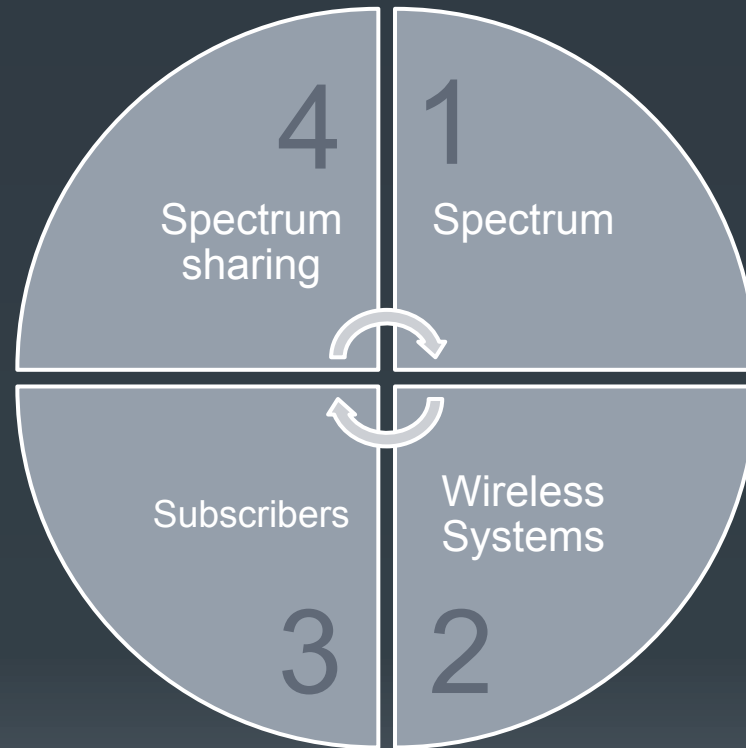 4
Spectrum
sharing
1
Spectrum
Subscribers
3
Wireless
Systems
2